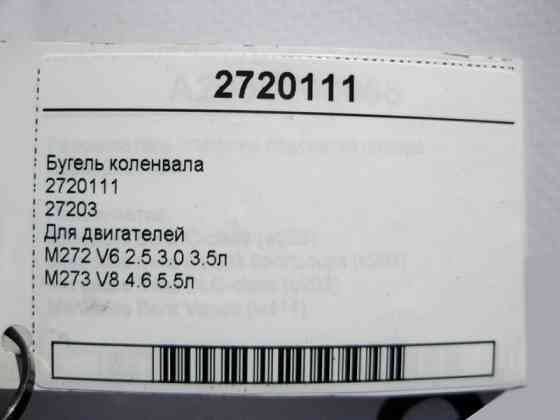 2720111
Бугель коленвала
2720111
27203
Для двигателей
M272 V6 2.5 3.0 3.5л
M273 V8 4.6 5.5л